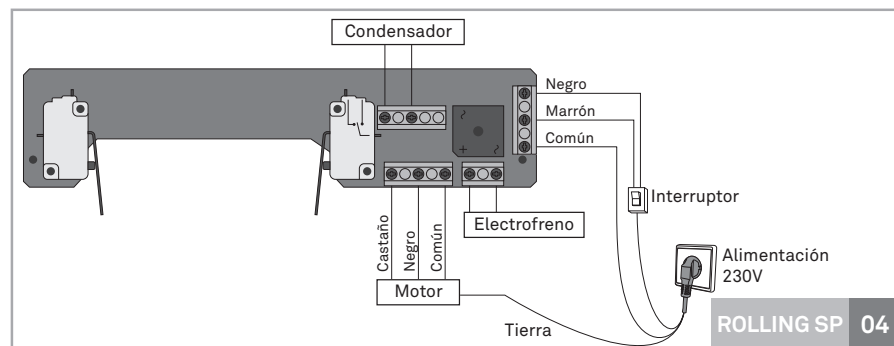 Condensador
Negro
Marrón
Común
Interruptor
Electrofreno
Castaño
Negro
Común
Motor
Tierra
Alimentación
230V
ROLLING SP 04